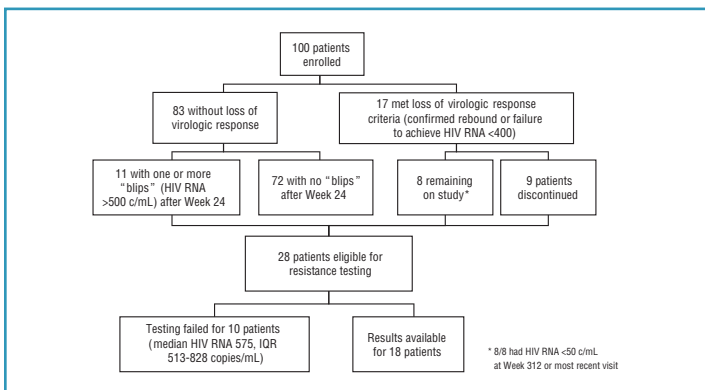 100 patients
enrolled
83 without loss of
virologic response
17 met loss of virologic response
criteria (confirmed rebound or failure
to achieve HIV RNA <400)
11 with one or more
“blips” (HIV RNA
>500 c/mL) after Week 24
72 with no “blips”
after Week 24
8 remaining
on study*
9 patients
discontinued
28 patients eligible for
resistance testing
Testing failed for 10 patients
(median HIV RNA 575, IQR
513-828 copies/mL)
Results available
for 18 patients
* 8/8 had HIV RNA <50 c/mL
at Week 312 or most recent visit